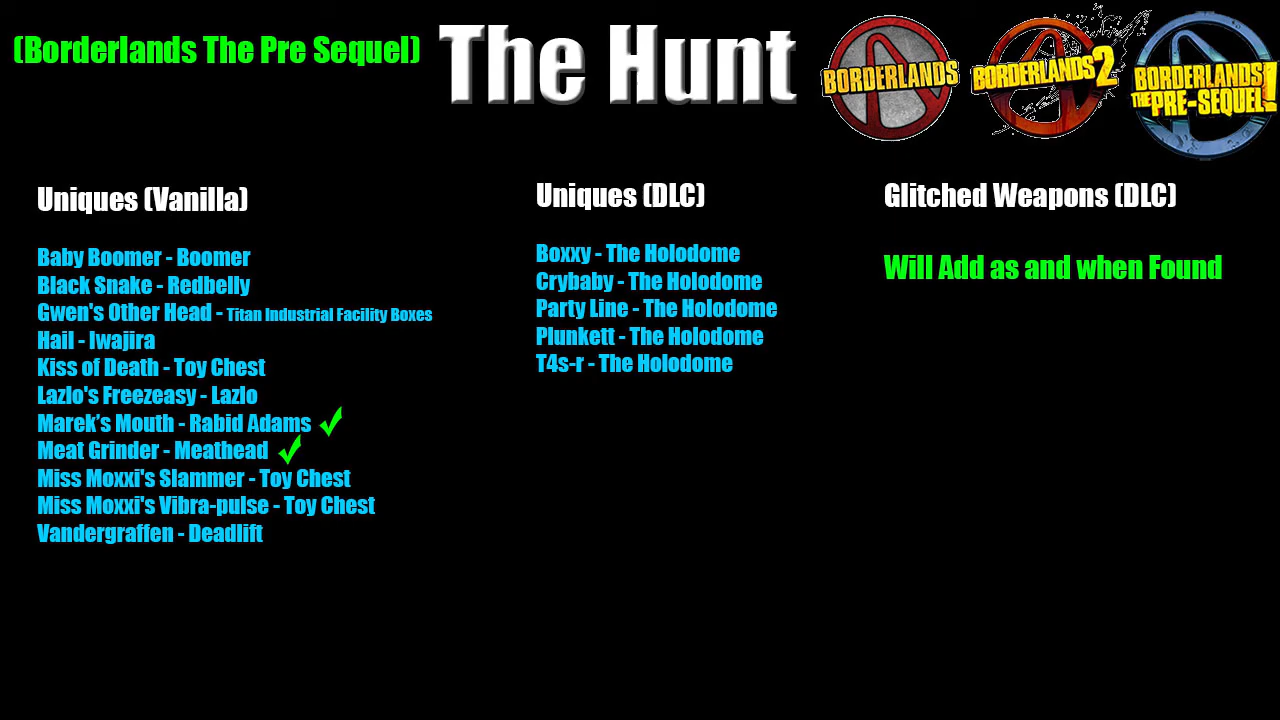 (Borderlands The Pre Sequel)
The Hunt
BORDERLANDS
BORDERLANDS 2
BORDERLANDS
THE PRE-SEQUEL!
Uniques (Vanilla)
Baby Boomer - Boomer
Black Snake - Redbelly
Gwen's Other Head - Titan Industrial Facility Boxes
Hail - Iwajira
Kiss of Death - Toy Chest
Lazlo's Freezeasy - Lazlo
Marek's Mouth - Rabid Adams
Meat Grinder - Meathead
Miss Moxxi's Slammer - Toy Chest
Miss Moxxi's Vibra-pulse - Toy Chest
Vandergraffen - Deadlift
Uniques (DLC)
Boxxy - The Holodome
Crybaby - The Holodome
Party Line - The Holodome
Plunkett - The Holodome
T4s-r - The Holodome
Glitched Weapons (DLC)
Will Add as and when Found